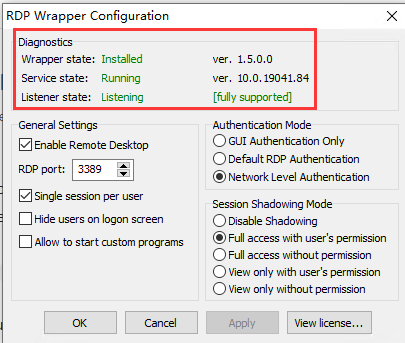 RDP Wrapper Configuration
Diagnostics
Wrapper state: Installed ver. 1.5.0.0
Service state: Running ver. 10.0.19041.84
Listener state: Listening [fully supported]
General Settings
Enable Remote Desktop
RDP port: 3389
Single session per user
Hide users on logon screen
Allow to start custom programs
Authentication Mode
GUI Authentication Only
Default RDP Authentication
Network Level Authentication
Session Shadowing Mode
Disable Shadowing
Full access with user's permission
Full access without permission
View only with user's permission
View only without permission
OK Cancel Apply View license...